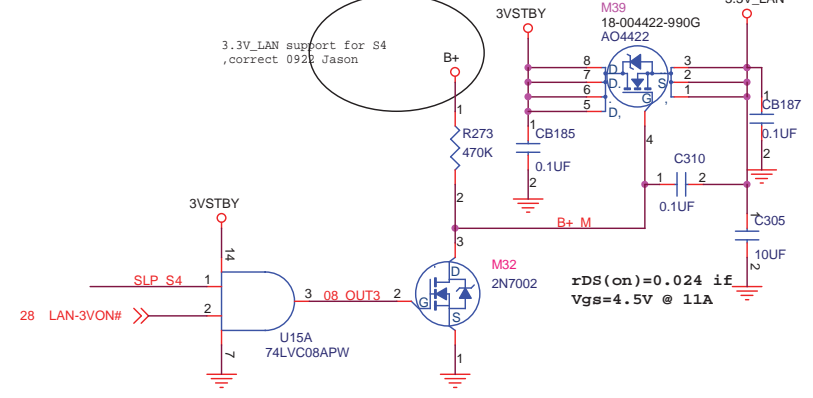 M39
3VSTBY
18-004422-990G
AO4422
3.3V_LAN support for S4
,correct 0922 Jason
B+
8
7
6
5
D
D.
.
D,
S
,
G
3
2
1
4
1
CB187
0.1UF
2
1
R273
470K
2
1
CB185
0.1UF
2
C310
1
2
0.1UF
B+_M
1
C305
10UF
2
3VSTBY
14
SLP_S4
1
28 LAN-3VON#
2
3
08_OUT3
2
7
U15A
74LVC08APW
3
D
G
S
1
M32
2N7002
rDS(on)=0.024 if
Vgs=4.5V @ 11A